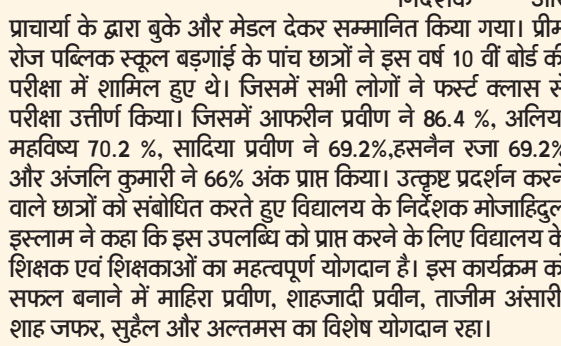 निदेशक और
प्राचार्या के द्वारा बुके और मेडल देकर सम्मानित किया गया। प्रीम
रोज पब्लिक स्कूल बड़गांई के पांच छात्रों ने इस वर्ष 10 वीं बोर्ड की
परीक्षा में शामिल हुए थे। जिसमें सभी लोगों ने फर्स्ट क्लास से
परीक्षा उत्तीर्ण किया। जिसमें आफरीन प्रवीण ने 86.4 %, अलिय
महविष्य 70.2 %, सादिया प्रवीण ने 69.2%,हसनैन रजा 69.2%
और अंजलि कुमारी ने 66% अंक प्राप्त किया। उत्कृष्ट प्रदर्शन करने
वाले छात्रों को संबोधित करते हुए विद्यालय के निर्देशक मोजाहिदुल
इस्लाम ने कहा कि इस उपलब्धि को प्राप्त करने के लिए विद्यालय के
शिक्षक एवं शिक्षकाओं का महत्वपूर्ण योगदान है। इस कार्यक्रम को
सफल बनाने में माहिरा प्रवीण, शाहजादी प्रवीन, ताजीम अंसारी
शाह जफर, सुहैल और अल्तमस का विशेष योगदान रहा।